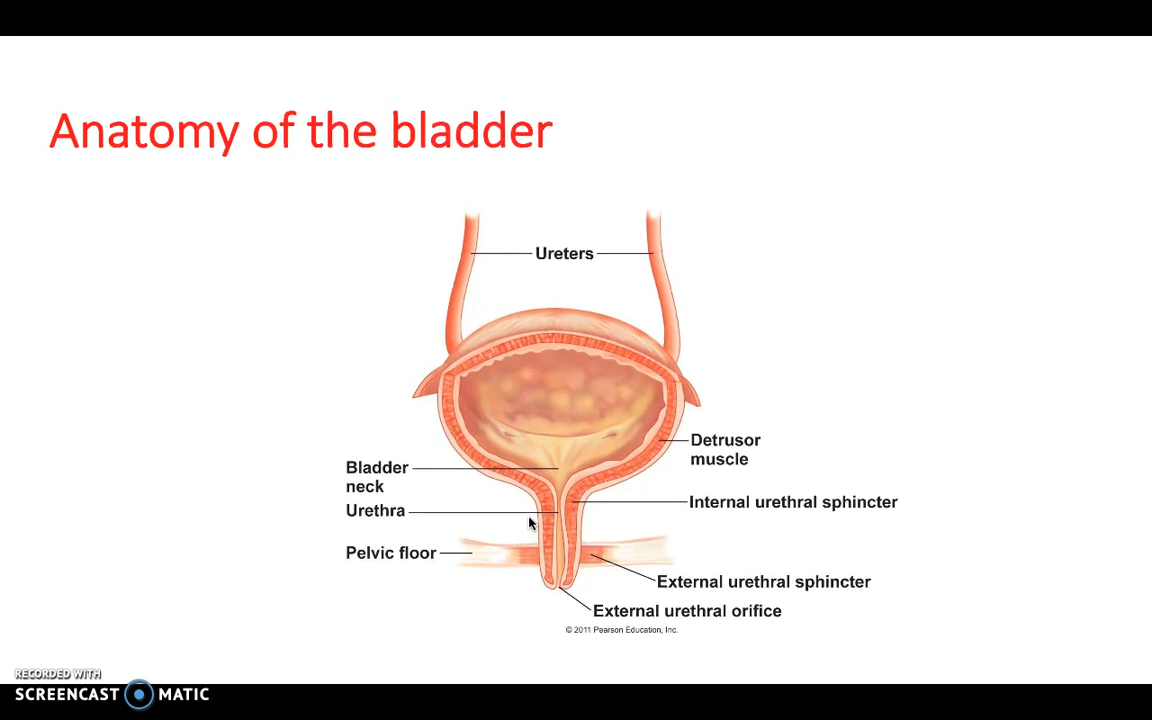 Anatomy of the bladder
Ureters
Detrusor
muscle
Bladder
neck
Internal urethral sphincter
Urethra
Pelvic floor
External urethral sphincter
External urethral orifice
© 2011 Pearson Education, Inc.
RECORDED WITH
SCREENCAST MATIC